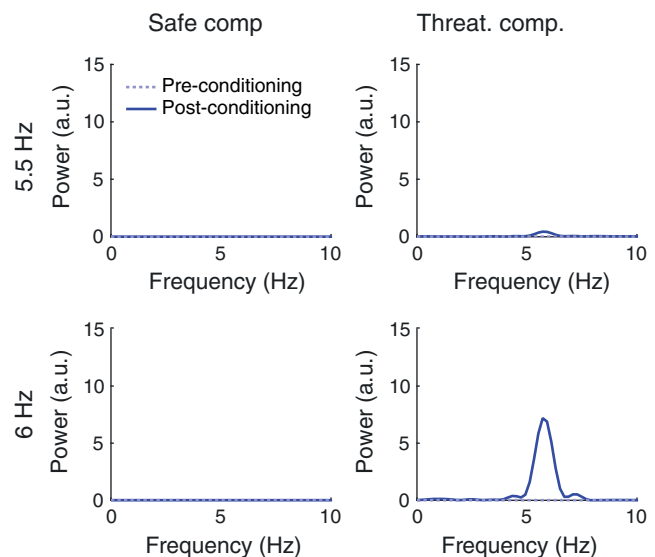 Safe comp
Threat. comp.
5.5 Hz
Power (a.u.)
15
10
5
0
Pre-conditioning
Post-conditioning
0 5 10
Frequency (Hz)
Power (a.u.)
15
10
5
0
0 5 10
Frequency (Hz)
6 Hz
Power (a.u.)
15
10
5
0
0 5 10
Frequency (Hz)
Power (a.u.)
15
10
5
0
0 5 10
Frequency (Hz)